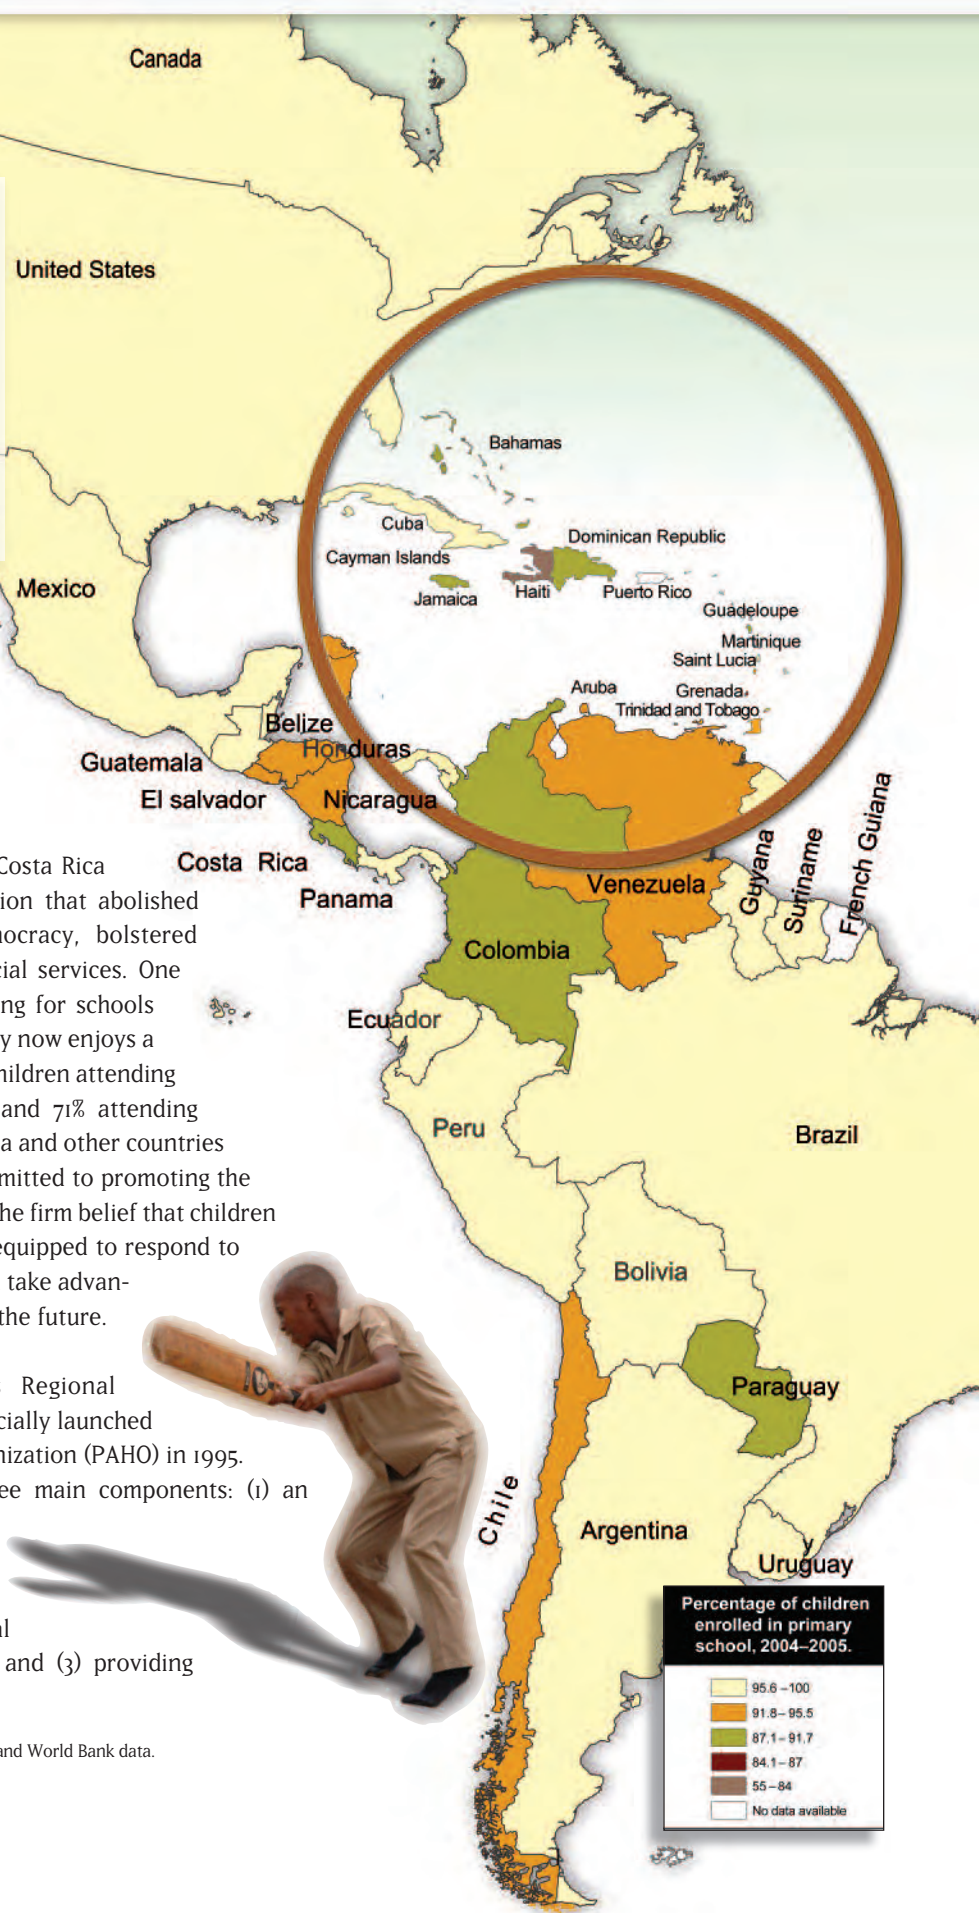 Canada
United States
Bahamas
Cuba
Dominican Republic
Cayman Islands
Mexico
Jamaica
Haiti
Puerto Rico
Guadeloupe
Martinique
Saint Lucia
Aruba
Grenada
Trinidad and Tobago
Belize
Honduras
Guatemala
El salvador
Nicaragua
Costa Rica
Panama
Venezuela
Guyana
Suriname
French Guiana
Colombia
Ecuador
Peru
Brazil
Bolivia
Paraguay
Chile
Argentina
Uruguay
Costa Rica
ion that abolished
nocracy, bolstered
cial services. One
ing for schools
y now enjoys a
hildren attending
and 71% attending
a and other countries
mitted to promoting the
he firm belief that children
equipped to respond to
take advan-
the future.
Regional
cially launched
nization (PAHO) in 1995.
ee main components: (1) an
al
and (3) providing
and World Bank data.
Percentage of children
enrolled in primary
school, 2004–2005.
95.6–100
91.8–95.5
87.1–91.7
84.1–87
55–84
No data available